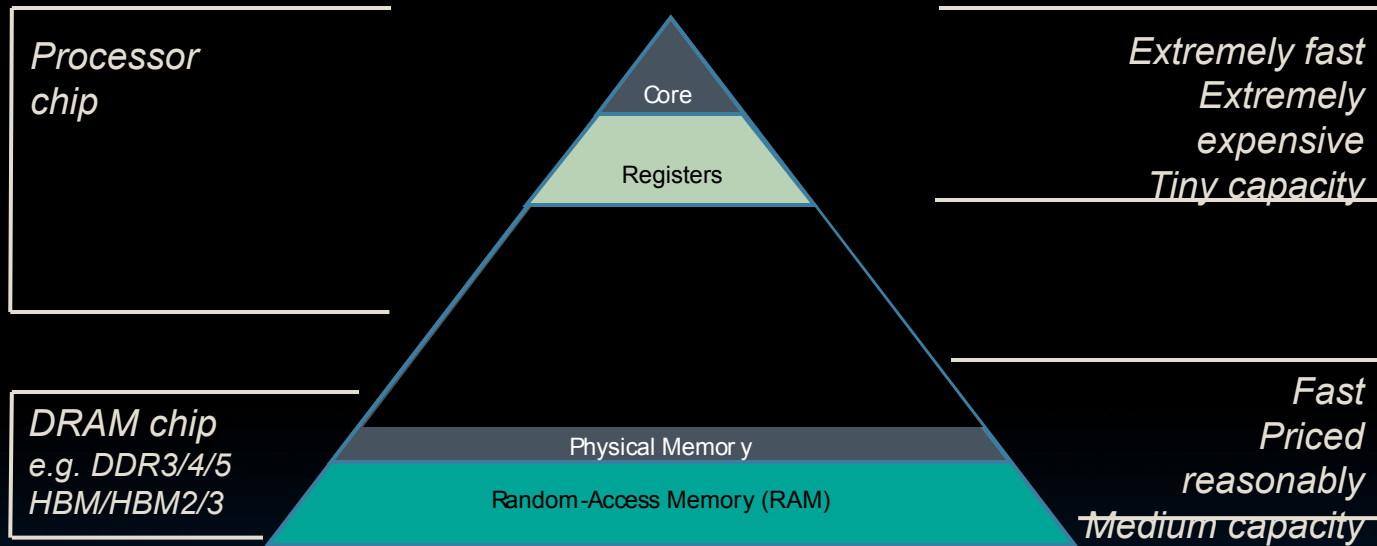 Processor
chip
Core
Registers
Extremely fast
Extremely
expensive
Tiny capacity
DRAM chip
e.g. DDR3/4/5
HBM/HBM2/3
Physical Memory
Random-Access Memory (RAM)
Fast
Priced
reasonably
Medium capacity